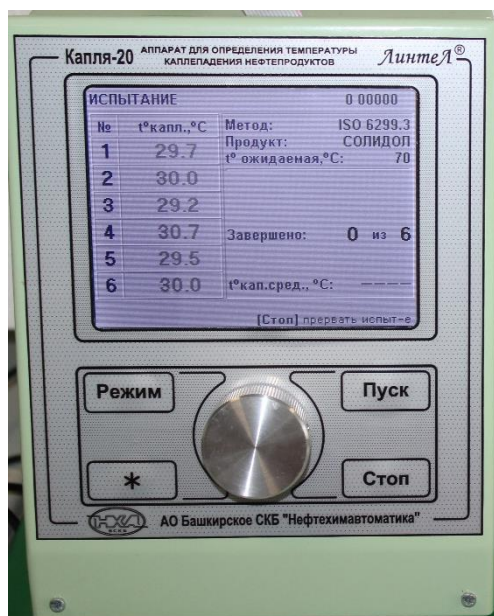 Капля-20
АППАРАТ ДЛЯ ОПРЕДЕЛЕНИЯ ТЕМПЕРАТУРЫ
КАПЛЕПАДЕНИЯ НЕФТЕПРОДУКТОВ
ЛинтеЛ®
ИСПЫТАНИЕ 0 00000
№ t°капл.,°С
1 29.7
2 30.0
3 29.2
4 30.7
5 29.5
6 30.0
Метод: ISO 6299.3
Продукт: СОЛИДОЛ
t° ожидаемая,°С: 70
Завершено: 0 из 6
t°кап.сред.,°С: ----
[Стоп] прервать испыт-е
Режим
Пуск
*
Стоп
НХА
АО Башкирское СКБ "Нефтехимавтоматика"